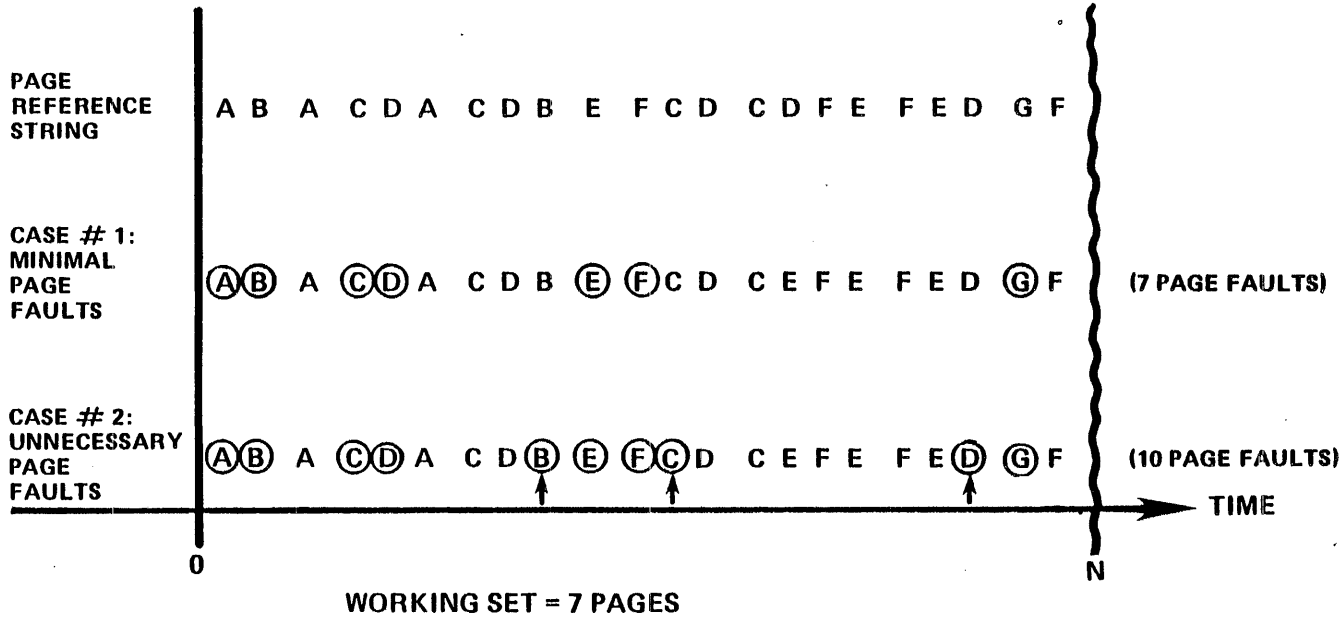 PAGE
REFERENCE
STRING
A B A C D A C D B E F C D C D F E F E D G F
CASE # 1:
MINIMAL
PAGE
FAULTS
A B A C D A C D B E F C D C E F E F E D G F
(7 PAGE FAULTS)
CASE # 2:
UNNECESSARY
PAGE
FAULTS
A B A C D A C D B E F C D C E F E F E D G F
(10 PAGE FAULTS)
TIME
0
N
WORKING SET = 7 PAGES